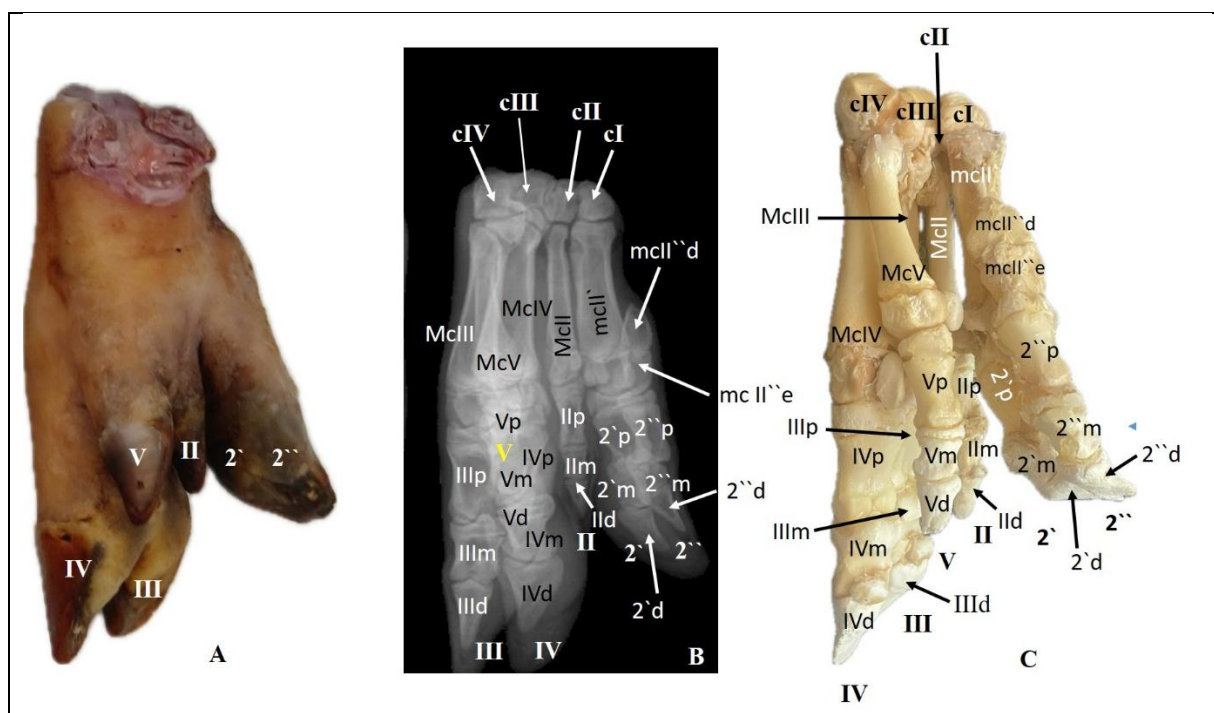 V
II
2`
2``
IV
III
A
cIII
cII
cIV
cI
mcII``d
McIV
McII
mcII`
McIII
McV
mc II``e
Vp
IIp
2`p
2``p
V
IVp
IIIp
Vm
IIm
2`m
2``m
2``d
Vd
IId
IVm
II
2`
2``
IIIm
2`d
IIId
IVd
III
IV
B
cII
cIV
cIII
cI
mcII`
McIII
McII
mcII``d
mcII``e
McV
McIV
2``p
Vp
IIp
2`p
IIIp
2``m
IVp
Vm
IIm
2`m
2``d
IIIm
Vd
IId
2`
2``
II
2`d
IVm
V
IIId
IVd
III
C
IV